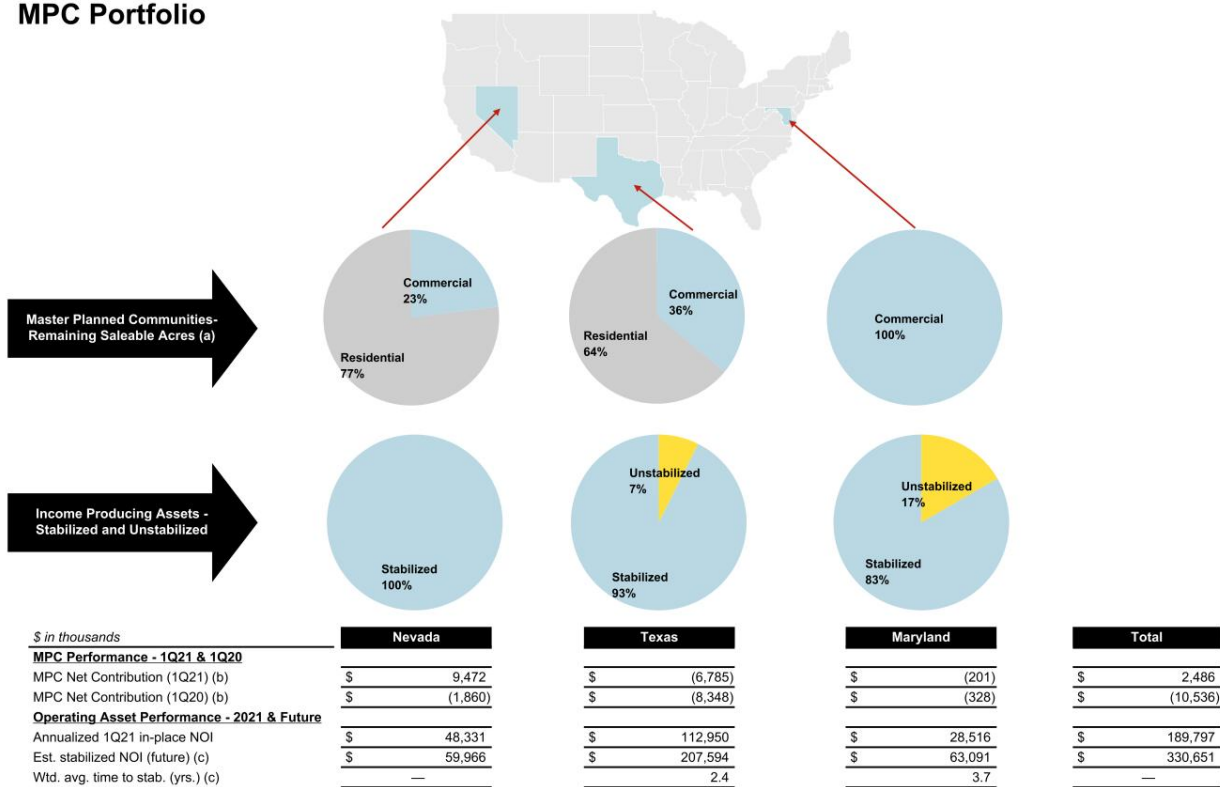 MPC Portfolio
Master Planned Communities-
Remaining Saleable Acres (a)
Commercial
23%
Residential
77%
Commercial
36%
Residential
64%
Commercial
100%
Income Producing Assets -
Stabilized and Unstabilized
Stabilized
100%
Unstabilized
7%
Stabilized
93%
Unstabilized
17%
Stabilized
83%
$ in thousands Nevada Texas Maryland Total
MPC Performance - 1Q21 & 1Q20
MPC Net Contribution (1Q21) (b) $ 9,472 $ (6,785) $ (201) $ 2,486
MPC Net Contribution (1Q20) (b) $ (1,860) $ (8,348) $ (328) $ (10,536)
Operating Asset Performance - 2021 & Future
Annualized 1Q21 in-place NOI $ 48,331 $ 112,950 $ 28,516 $ 189,797
Est. stabilized NOI (future) (c) $ 59,966 $ 207,594 $ 63,091 $ 330,651
Wtd. avg. time to stab. (yrs.) (c) — 2.4 3.7 —